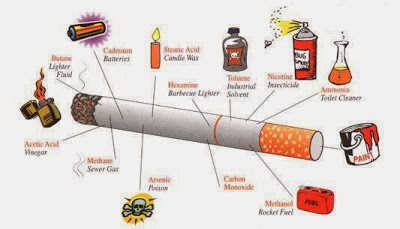 Cadmium
Batteries
Stearic Acid
Candle Wax
Butane
Lighter
Fluid
Hexamine
Barbecue Lighter
Toluene
Industrial
Solvent
Nicotine
Insecticide
BUG
SPRAY
Ammonia
Toilet Cleaner
Acetic Acid
Vinegar
Methane
Sewer Gas
Arsenic
Poison
Carbon
Monoxide
Methanol
Rocket Fuel
FUEL
PAINT